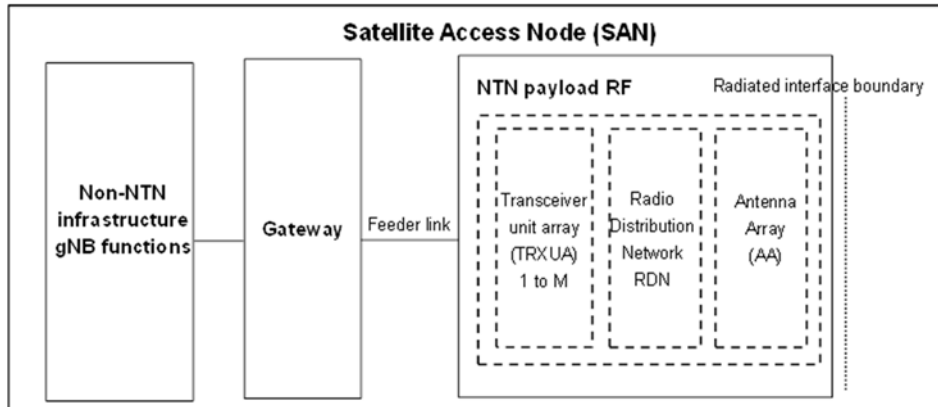 Satellite Access Node (SAN)
NTN payload RF
Radiated interface boundary
Non-NTN
infrastructure
gNB functions
Gateway
Feeder link
Transceiver
unit array
(TRXUA)
1 to M
Radio
Distribution
Network
RDN
Antenna
Array
(AA)